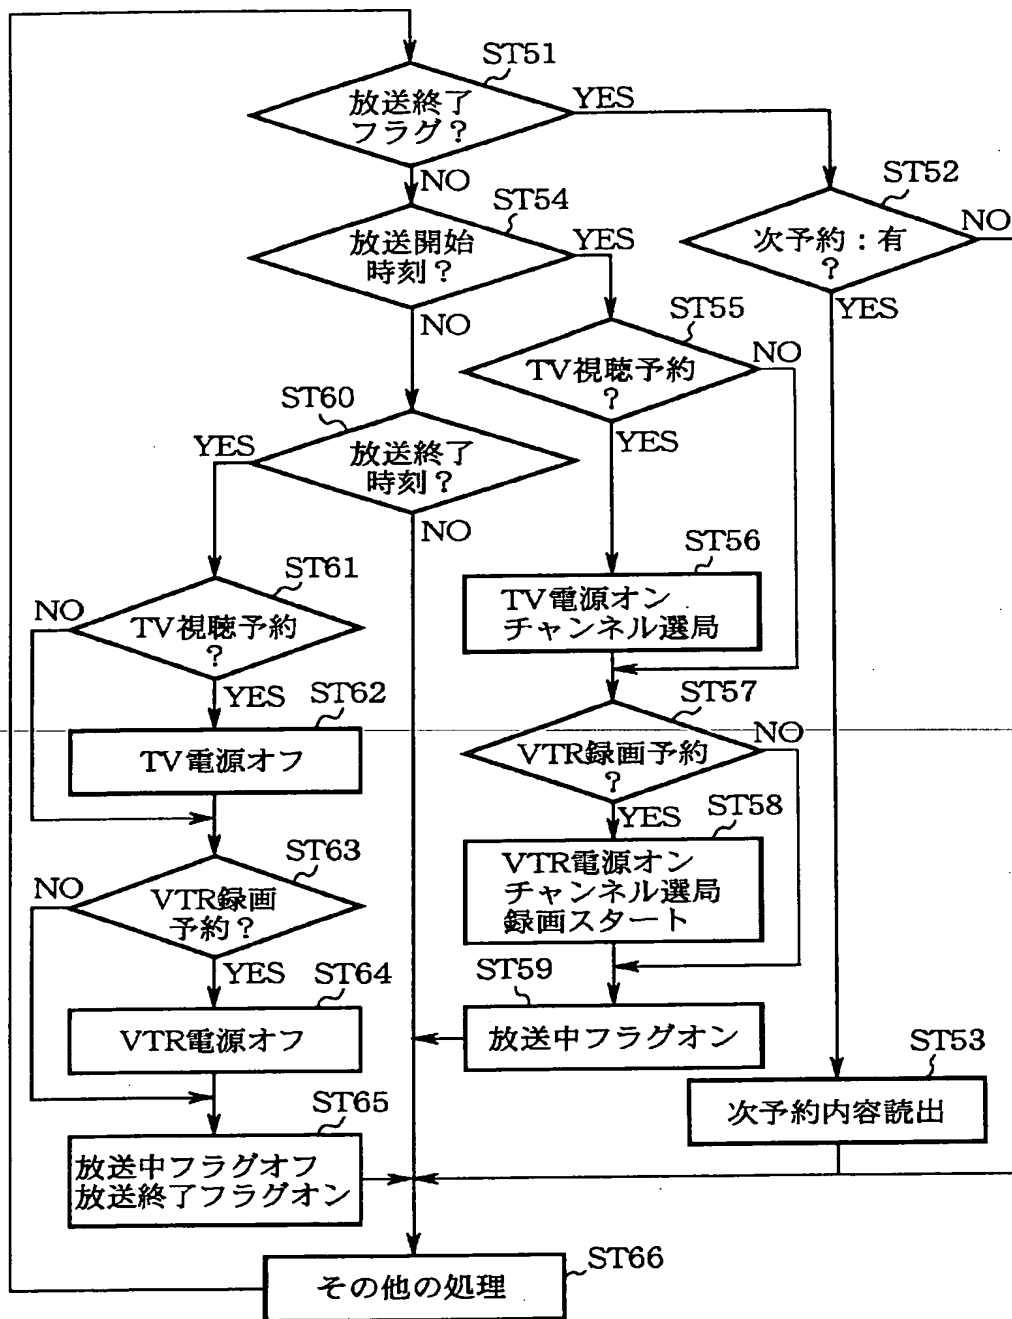 ST51
放送終了
フラグ？
YES
NO
ST52
次予約：有
？
NO
YES
ST54
放送開始
時刻？
YES
NO
ST55
TV視聴予約
？
NO
YES
ST60
放送終了
時刻？
YES
NO
ST56
TV電源オン
チャンネル選局
ST61
TV視聴予約
？
NO
YES
ST62
TV電源オフ
ST57
VTR録画予約
？
NO
YES
ST58
VTR電源オン
チャンネル選局
録画スタート
ST63
VTR録画
予約？
NO
YES
ST64
VTR電源オフ
ST59
放送中フラグオン
ST53
次予約内容読出
ST65
放送中フラグオフ
放送終了フラグオン
ST66
その他の処理